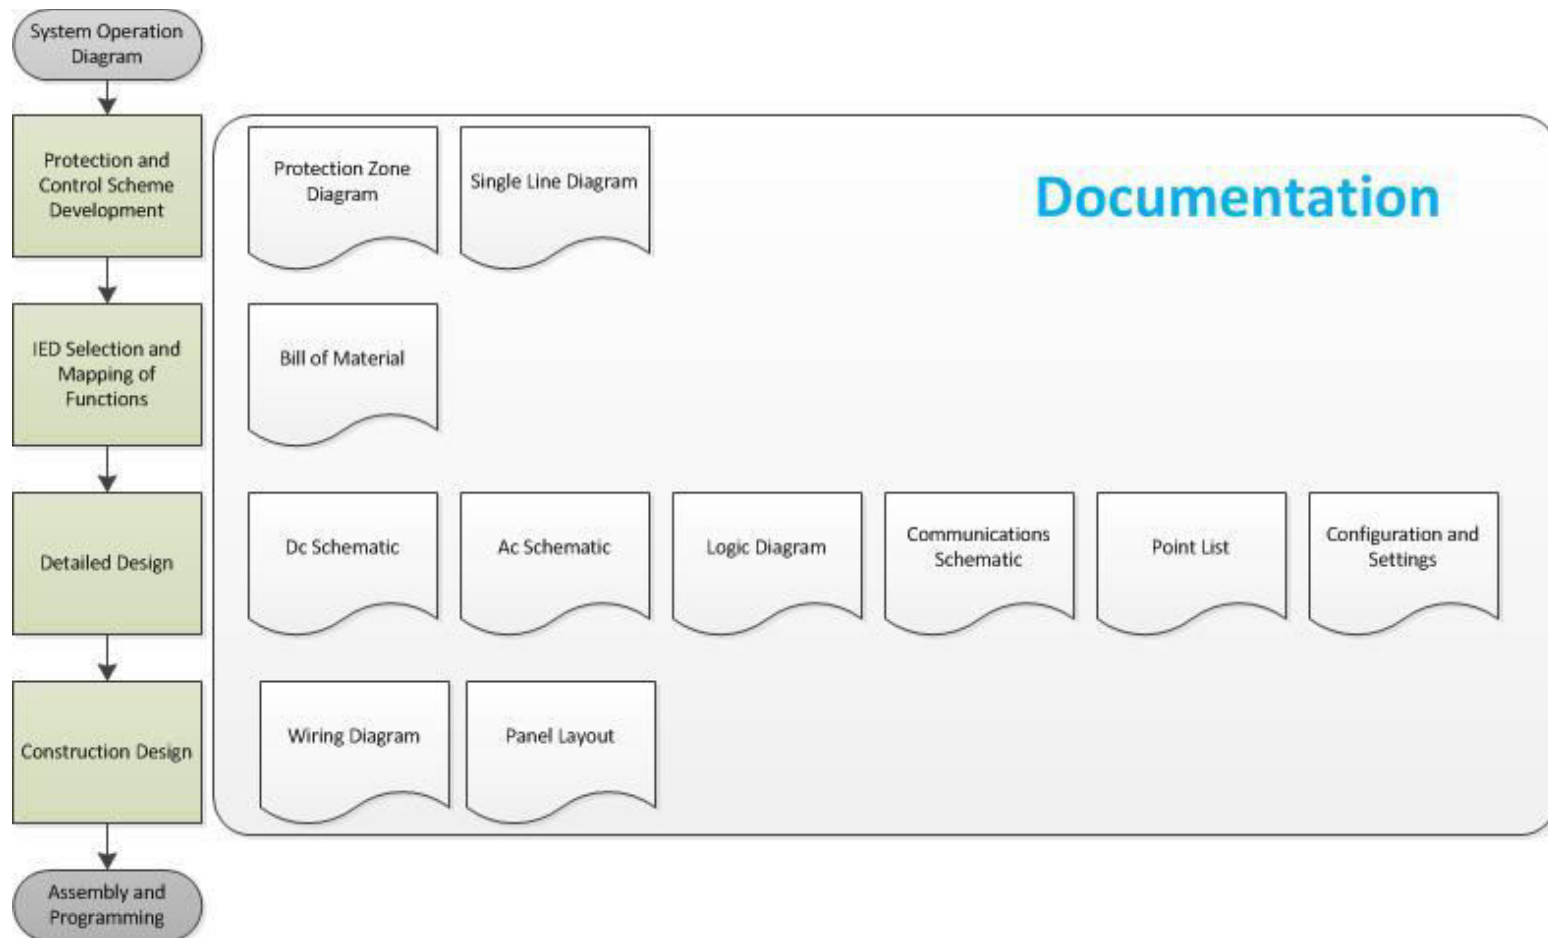 System Operation
Diagram
Protection and
Control Scheme
Development
Protection Zone
Diagram
Single Line Diagram
Documentation
IED Selection and
Mapping of
Functions
Bill of Material
Detailed Design
Dc Schematic
Ac Schematic
Logic Diagram
Communications
Schematic
Point List
Configuration and
Settings
Construction Design
Wiring Diagram
Panel Layout
Assembly and
Programming